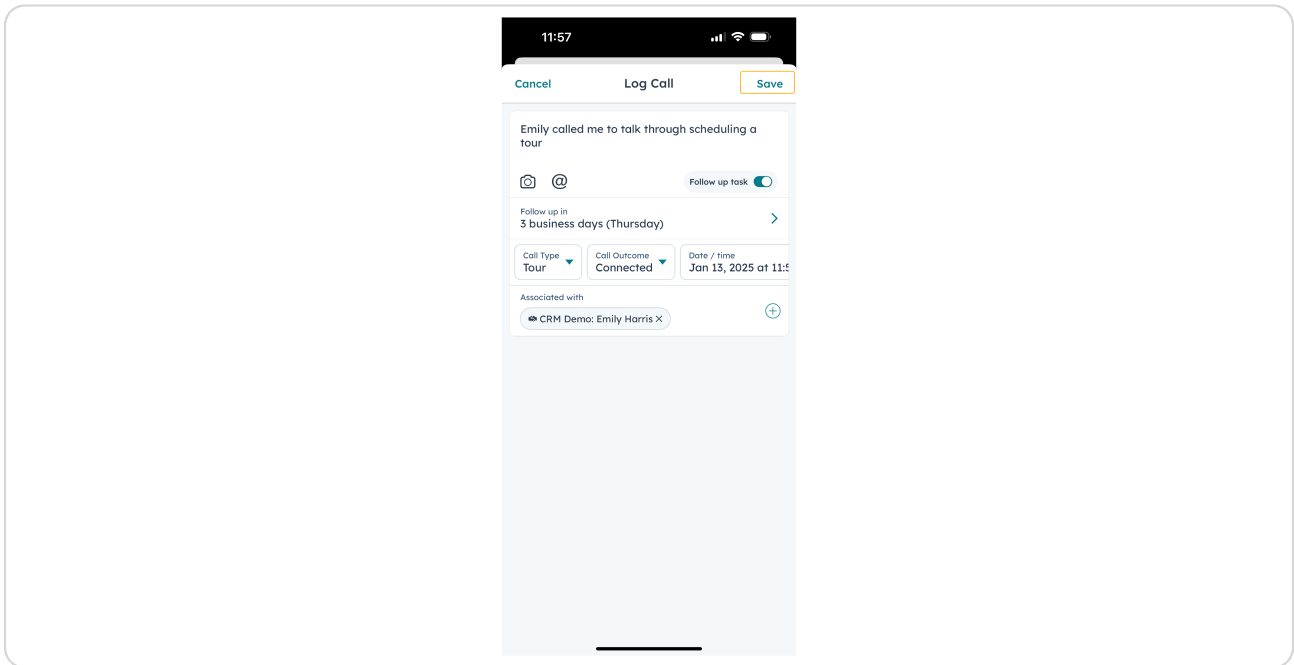 11:57
Cancel
Log Call
Save
Emily called me to talk through scheduling a
tour
Follow up task
Follow up in
3 business days (Thursday)
Call Type
Tour
Call Outcome
Connected
Date / time
Jan 13, 2025 at 11:5
Associated with
CRM Demo: Emily Harris